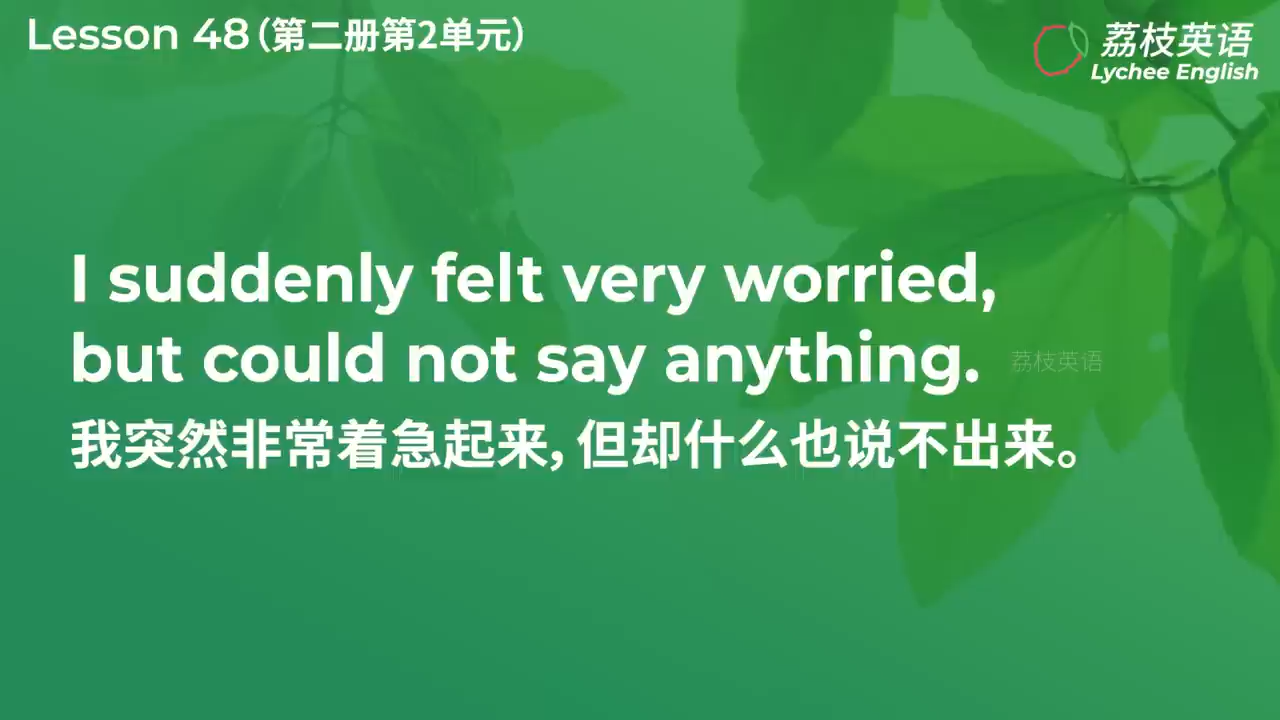 Lesson 48（第二册第2单元）
荔枝英语
Lychee English
I suddenly felt very worried,
but could not say anything.
荔枝英语
我突然非常着急起来，但却什么也说不出来。